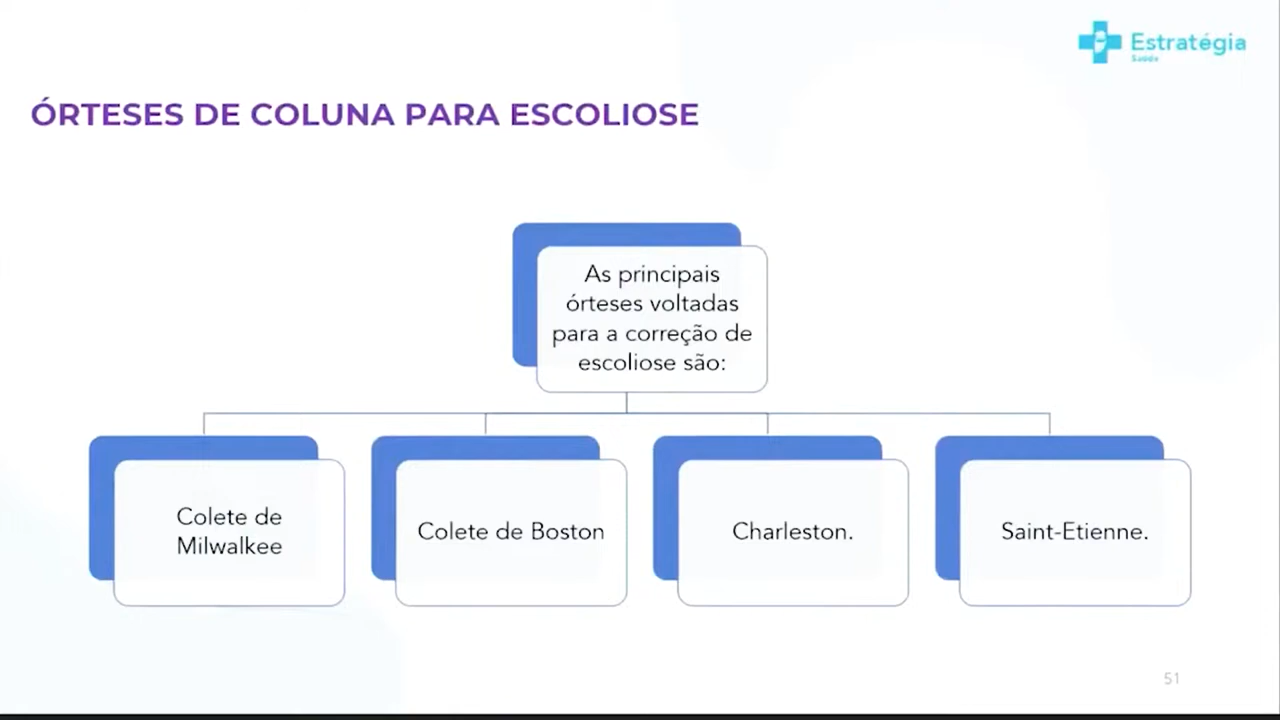 Estratégia
Saúde
ÓRTESES DE COLUNA PARA ESCOLIOSE
As principais
órteses voltadas
para a correção de
escoliose são:
Colete de
Milwalkee
Colete de Boston
Charleston.
Saint-Etienne.
51